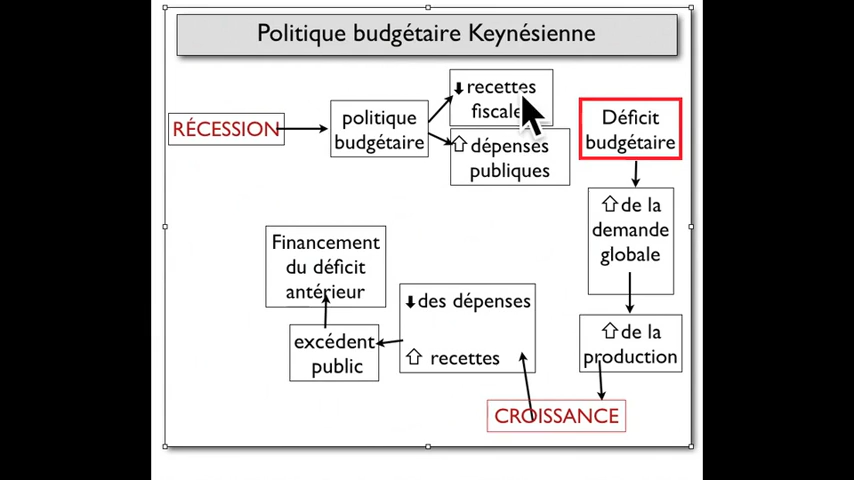 Politique budgétaire Keynésienne
RÉCESSION
politique
budgétaire
⬇ recettes
fiscale
⇧ dépenses
publiques
Déficit
budgétaire
⇧ de la
demande
globale
⇧ de la
production
CROISSANCE
⬇ des dépenses
⇧ recettes
excédent
public
Financement
du déficit
antérieur